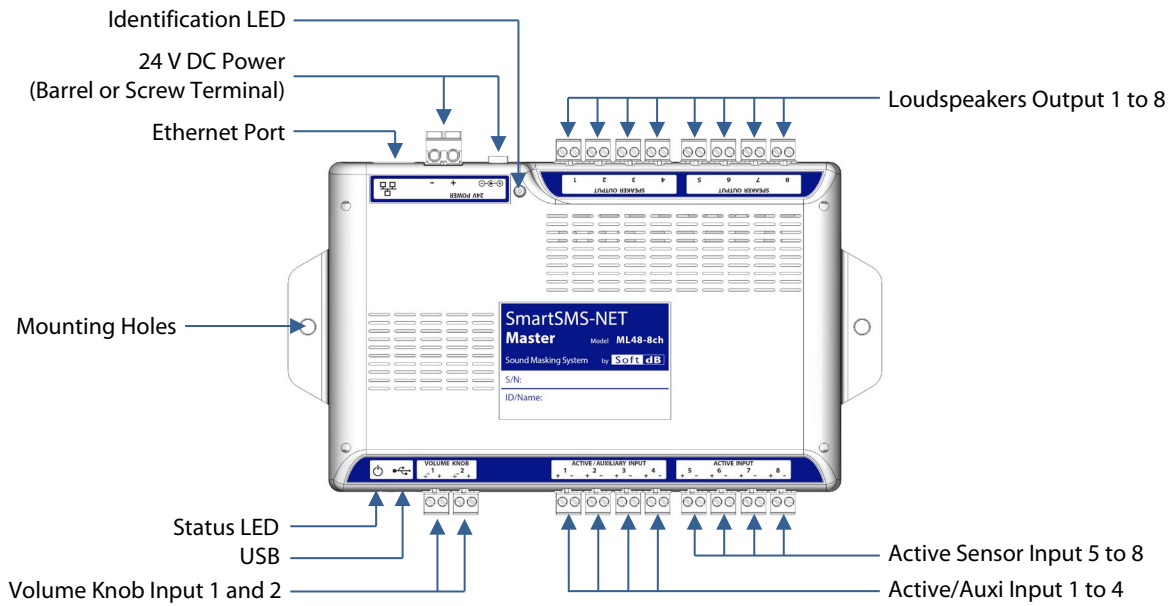 Identification LED
24 V DC Power
(Barrel or Screw Terminal)
Ethernet Port
Loudspeakers Output 1 to 8
- +
24V POWER
1 2 3 4
SPEAKER OUTPUT
5 6 7 8
SPEAKER OUTPUT
Mounting Holes
SmartSMS-NET
Master Model ML48-8ch
Sound Masking System by Soft dB
S/N:
ID/Name:
VOLUME KNOB
1 + 2 +
ACTIVE / AUXILIARY INPUT
+ 1 - + 2 - + 3 - + 4 -
ACTIVE INPUT
+ 5 - + 6 - + 7 - + 8 -
Status LED
USB
Volume Knob Input 1 and 2
Active Sensor Input 5 to 8
Active/Auxi Input 1 to 4